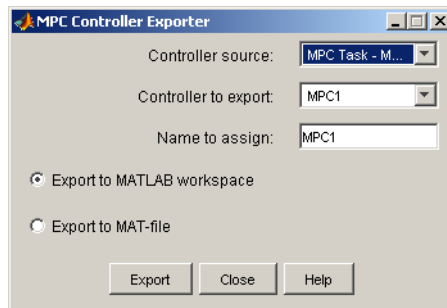 MPC Controller Exporter
Controller source: MPC Task - M...
Controller to export: MPC1
Name to assign: MPC1
Export to MATLAB workspace
Export to MAT-file
Export Close Help